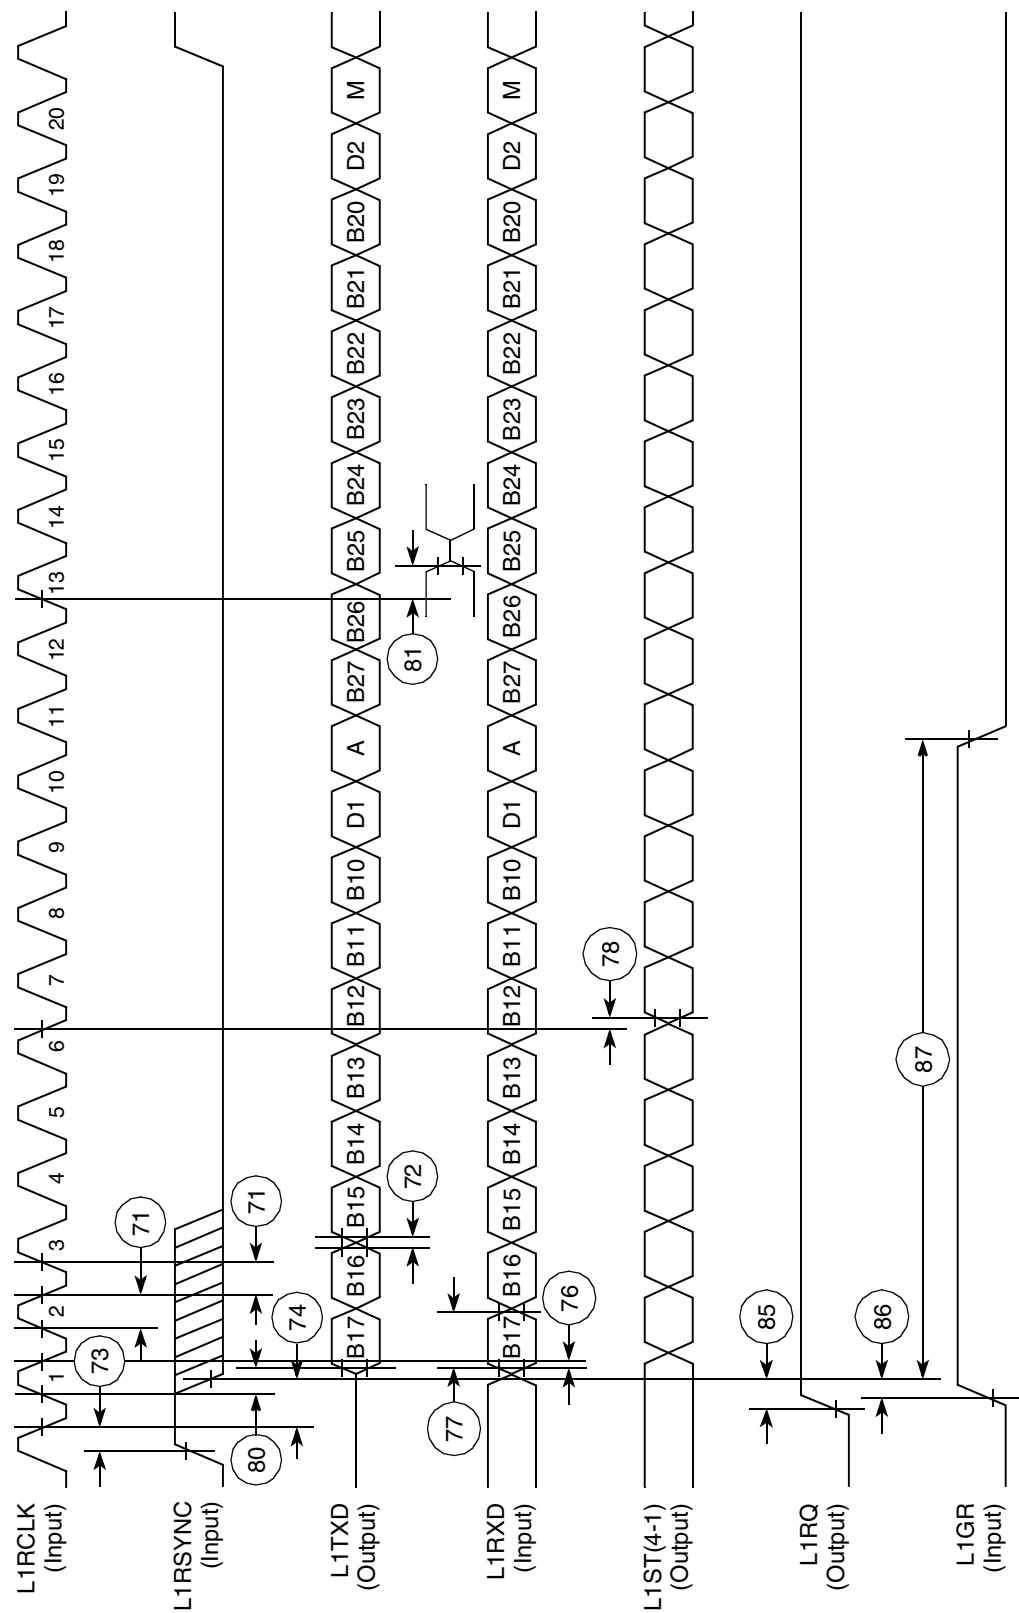 L1RCLK
(Input)
1 2 3 4 5 6 7 8 9 10 11 12 13 14 15 16 17 18 19 20
73
71
L1RSYNC
(Input)
80
74
71
L1TXD
(Output)
B17 B16 B15 B14 B13 B12 B11 B10 D1 A B27 B26 B25 B24 B23 B22 B21 B20 D2 M
72
81
77
L1RXD
(Input)
B17 B16 B15 B14 B13 B12 B11 B10 D1 A B27 B26 B25 B24 B23 B22 B21 B20 D2 M
76
78
L1ST(4-1)
(Output)
85
L1RQ
(Output)
86
87
L1GR
(Input)